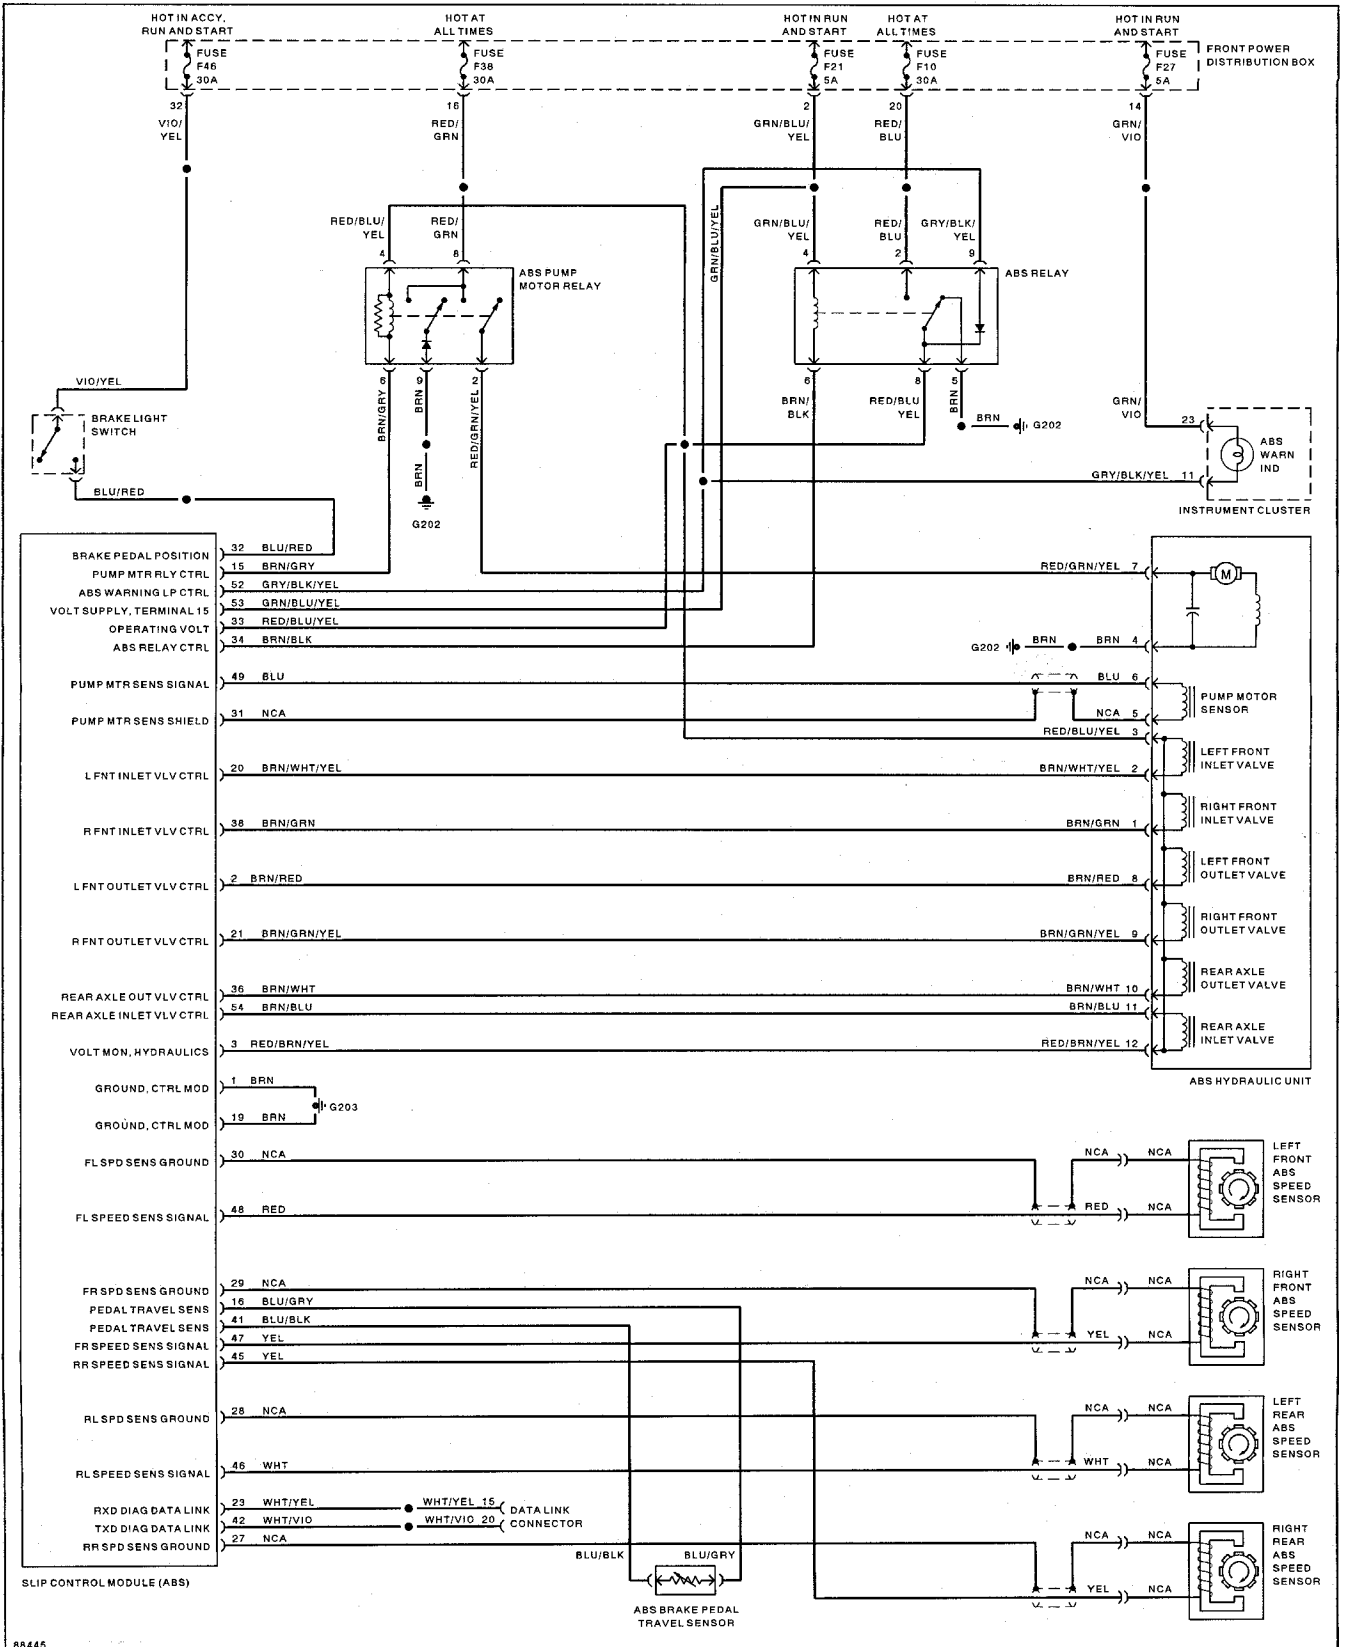 HOT IN ACCY,
RUN AND START
HOT AT
ALL TIMES
HOT IN RUN
AND START
HOT AT
ALL TIMES
HOT IN RUN
AND START
FUSE
F46
30A
FUSE
F38
30A
FUSE
F21
5A
FUSE
F10
30A
FUSE
F27
5A
FRONT POWER
DISTRIBUTION BOX
32
16
2
20
14
VIO/
YEL
RED/
GRN
GRN/BLU/
YEL
RED/
BLU
GRN/
VIO
RED/BLU/
YEL
RED/
GRN
GRN/BLU/YEL
GRN/BLU/
YEL
RED/
BLU
GRY/BLK/
YEL
4
8
4
2
9
ABS PUMP
MOTOR RELAY
ABS RELAY
6
9
2
6
8
5
BRN/GRY
BRN
RED/GRN/YEL
BRN/
BLK
RED/BLU
YEL
BRN
BRN
G202
GRN/
VIO
VIO/YEL
BRAKE LIGHT
SWITCH
23
ABS
WARN
IND
BRN
GRY/BLK/YEL 11
BLU/RED
G202
INSTRUMENT CLUSTER
BRAKE PEDAL POSITION
32 BLU/RED
PUMP MTR RLY CTRL
15 BRN/GRY
RED/GRN/YEL 7
M
ABS WARNING LP CTRL
52 GRY/BLK/YEL
VOLT SUPPLY, TERMINAL 15
53 GRN/BLU/YEL
OPERATING VOLT
33 RED/BLU/YEL
ABS RELAY CTRL
34 BRN/BLK
G202
BRN
BRN 4
PUMP MTR SENS SIGNAL
49 BLU
BLU 6
PUMP MOTOR
SENSOR
PUMP MTR SENS SHIELD
31 NCA
NCA 5
RED/BLU/YEL 3
LEFT FRONT
INLET VALVE
L FNT INLET VLV CTRL
20 BRN/WHT/YEL
BRN/WHT/YEL 2
RIGHT FRONT
INLET VALVE
R FNT INLET VLV CTRL
38 BRN/GRN
BRN/GRN 1
LEFT FRONT
OUTLET VALVE
L FNT OUTLET VLV CTRL
2 BRN/RED
BRN/RED 8
RIGHT FRONT
OUTLET VALVE
R FNT OUTLET VLV CTRL
21 BRN/GRN/YEL
BRN/GRN/YEL 9
REAR AXLE
OUTLET VALVE
REAR AXLE OUT VLV CTRL
36 BRN/WHT
BRN/WHT 10
REAR AXLE INLET VLV CTRL
54 BRN/BLU
BRN/BLU 11
REAR AXLE
INLET VALVE
VOLT MON, HYDRAULICS
3 RED/BRN/YEL
RED/BRN/YEL 12
ABS HYDRAULIC UNIT
GROUND, CTRL MOD
1 BRN
G203
GROUND, CTRL MOD
19 BRN
FL SPD SENS GROUND
30 NCA
NCA
NCA
LEFT
FRONT
ABS
SPEED
SENSOR
FL SPEED SENS SIGNAL
48 RED
RED
NCA
FR SPD SENS GROUND
29 NCA
NCA
NCA
RIGHT
FRONT
ABS
SPEED
SENSOR
PEDAL TRAVEL SENS
16 BLU/GRY
PEDAL TRAVEL SENS
41 BLU/BLK
FR SPEED SENS SIGNAL
47 YEL
YEL
NCA
RR SPEED SENS SIGNAL
45 YEL
RL SPD SENS GROUND
28 NCA
NCA
NCA
LEFT
REAR
ABS
SPEED
SENSOR
RL SPEED SENS SIGNAL
46 WHT
WHT
NCA
RXD DIAG DATA LINK
23 WHT/YEL
WHT/YEL 15
DATA LINK
CONNECTOR
TXD DIAG DATA LINK
42 WHT/VIO
WHT/VIO 20
RR SPD SENS GROUND
27 NCA
NCA
NCA
RIGHT
REAR
ABS
SPEED
SENSOR
BLU/BLK
BLU/GRY
YEL
NCA
SLIP CONTROL MODULE (ABS)
ABS BRAKE PEDAL
TRAVEL SENSOR
88445